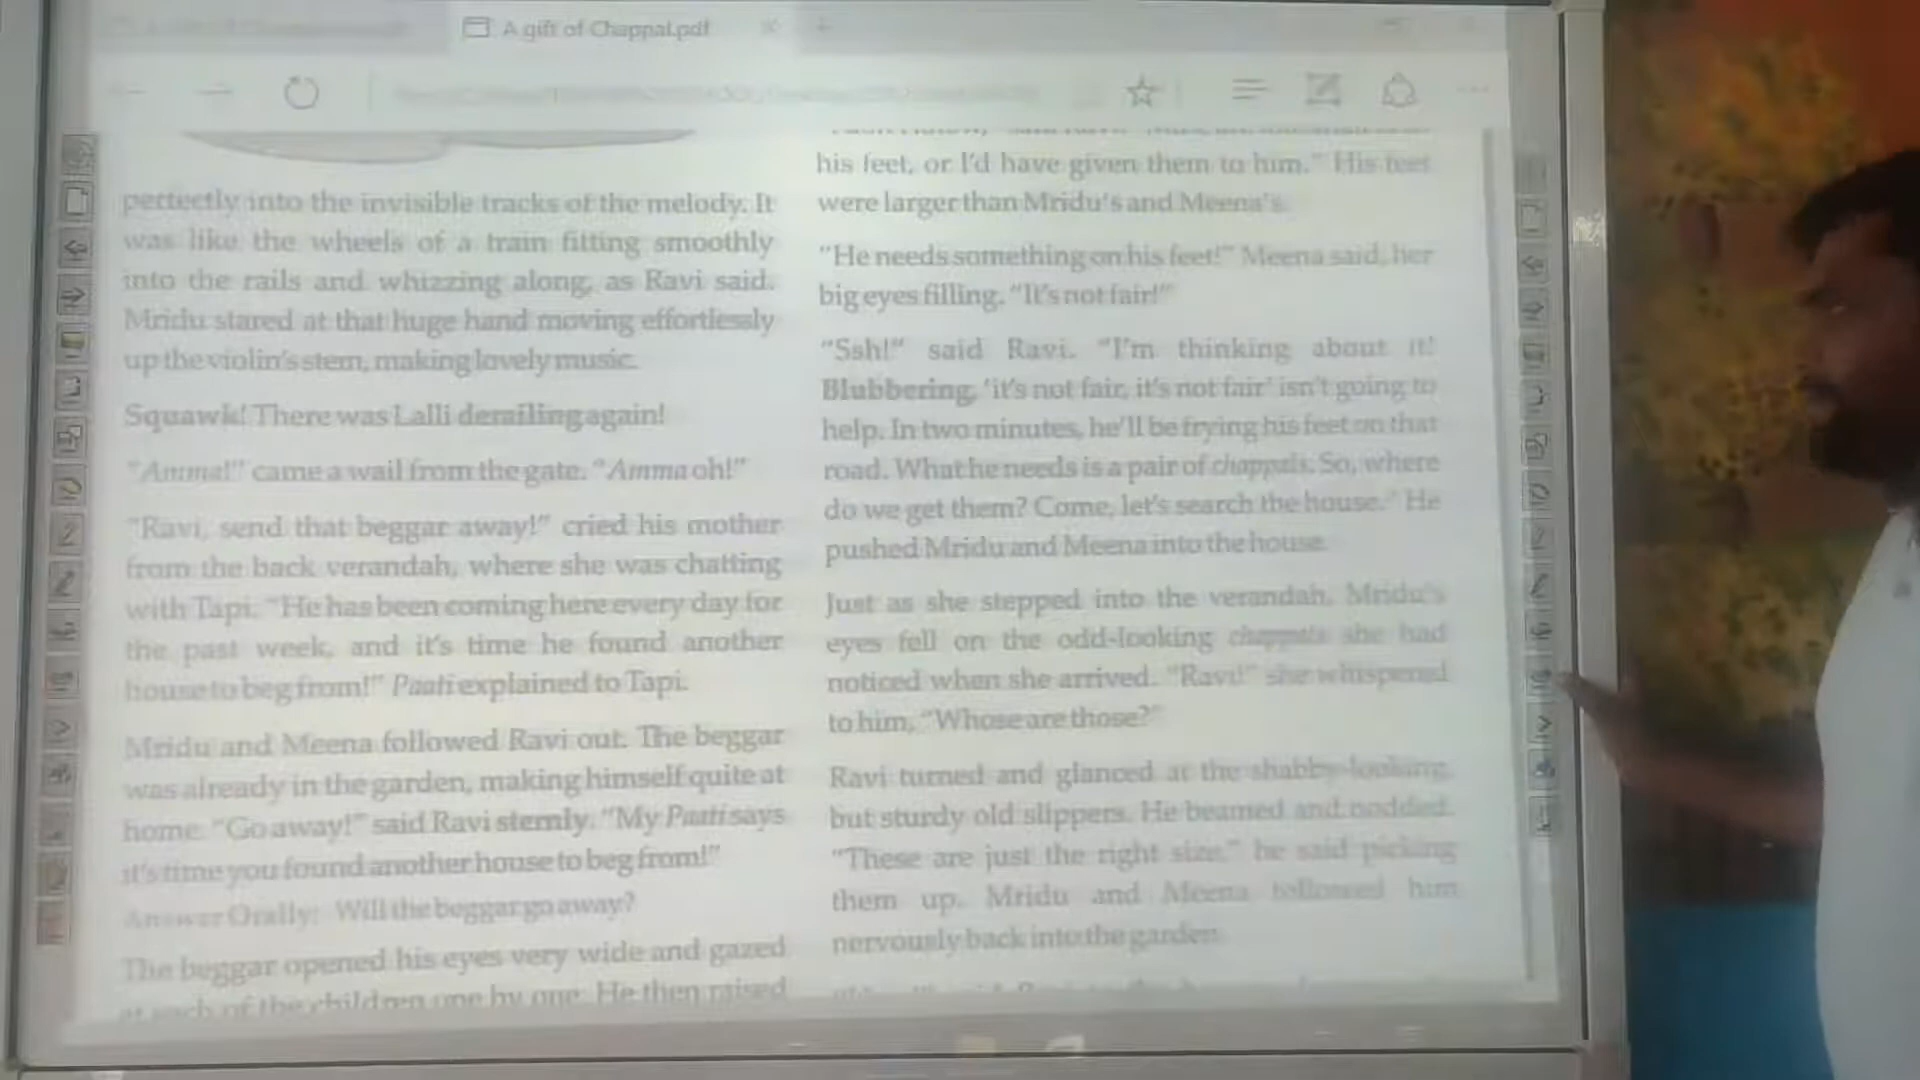 A gift of Chappal.pdf
perfectly into the invisible tracks of the melody. It
was like the wheels of a train fitting smoothly
into the rails and whizzing along, as Ravi said.
Mridu stared at that huge hand moving effortlessly
up the violin's stem, making lovely music.
Squawk! There was Lalli derailing again!
"Amma!" came a wail from the gate. "Amma oh!"
"Ravi, send that beggar away!" cried his mother
from the back verandah, where she was chatting
with Tapi. "He has been coming here every day for
the past week, and it's time he found another
house to beg from!" Paati explained to Tapi.
Mridu and Meena followed Ravi out. The beggar
was already in the garden, making himself quite at
home. "Go away!" said Ravi sternly. "My Paati says
it's time you found another house to beg from!"
Answer Orally: Will the beggar go away?
The beggar opened his eyes very wide and gazed
at each of the children one by one. He then raised
his feet, or I'd have given them to him." His feet
were larger than Mridu's and Meena's.
"He needs something on his feet!" Meena said, her
big eyes filling. "It's not fair!"
"Ssh!" said Ravi. "I'm thinking about it!
Blubbering, 'it's not fair, it's not fair' isn't going to
help. In two minutes, he'll be frying his feet on that
road. What he needs is a pair of chappals. So, where
do we get them? Come, let's search the house." He
pushed Mridu and Meena into the house.
Just as she stepped into the verandah, Mridu's
eyes fell on the odd-looking chappals she had
noticed when she arrived. "Ravi!" she whispered
to him, "Whose are those?"
Ravi turned and glanced at the shabby-looking,
but sturdy old slippers. He beamed and nodded.
"These are just the right size," he said picking
them up. Mridu and Meena followed him
nervously back into the garden.